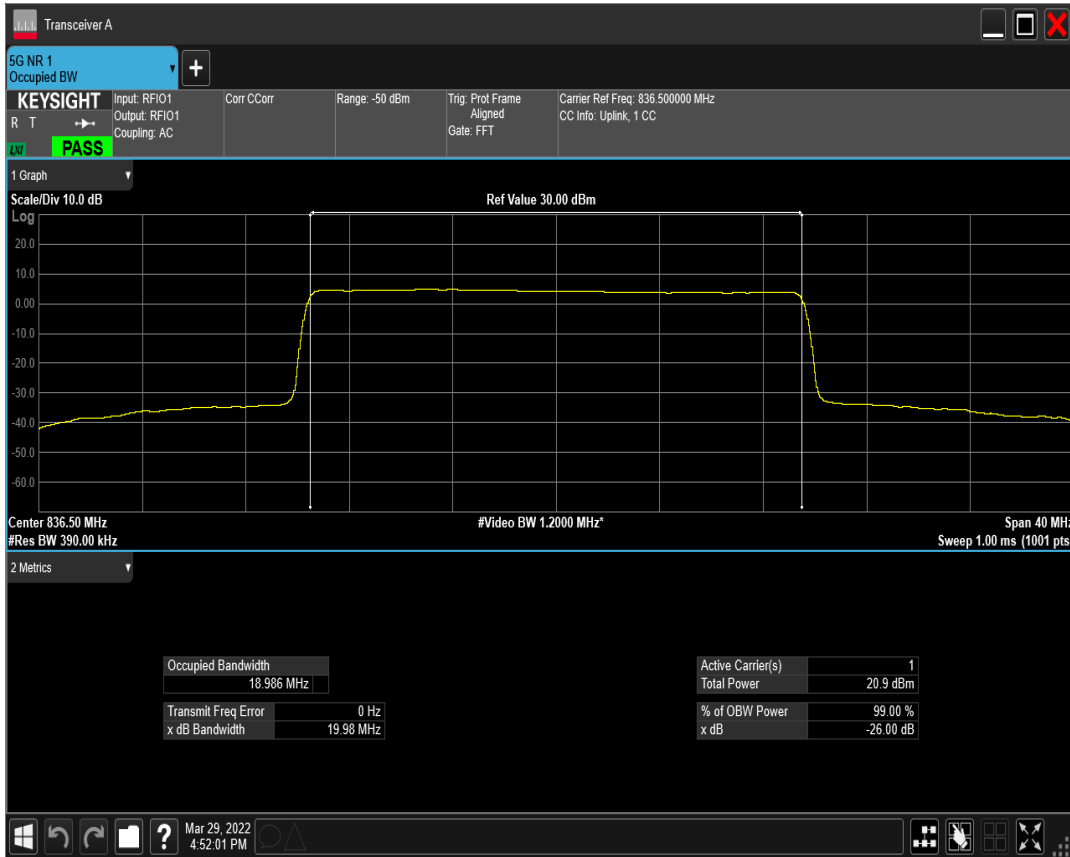 Transceiver A
5G NR 1
Occupied BW
+
KEYSIGHT
R T
LXI
PASS
Input: RFIO1
Output: RFIO1
Coupling: AC
Corr CCorr
Range: -50 dBm
Trig: Prot Frame
Aligned
Gate: FFT
Carrier Ref Freq: 836.500000 MHz
CC Info: Uplink, 1 CC
1 Graph
Scale/Div 10.0 dB
Ref Value 30.00 dBm
Log
20.0
10.0
0.00
-10.0
-20.0
-30.0
-40.0
-50.0
-60.0
Center 836.50 MHz
#Video BW 1.2000 MHz*
Span 40 MHz
#Res BW 390.00 kHz
Sweep 1.00 ms (1001 pts
2 Metrics
Occupied Bandwidth
18.986 MHz
Transmit Freq Error 0 Hz
x dB Bandwidth 19.98 MHz
Active Carrier(s) 1
Total Power 20.9 dBm
% of OBW Power 99.00 %
x dB -26.00 dB
?
Mar 29, 2022
4:52:01 PM